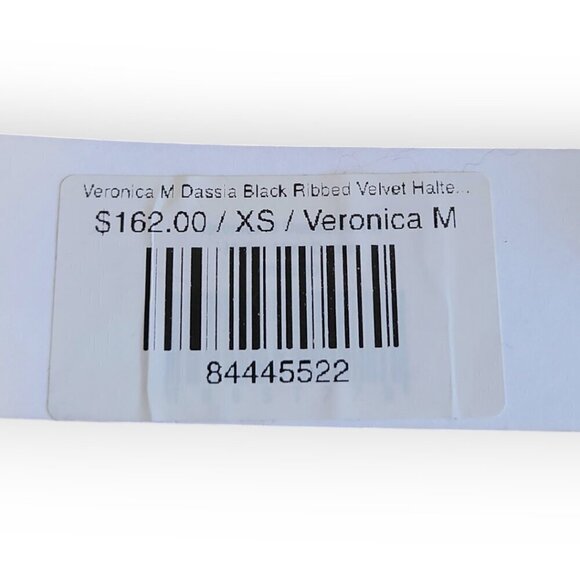 Veronica M Dassia Black Ribbed Velvet Halte...
$162.00 / XS / Veronica M
84445522